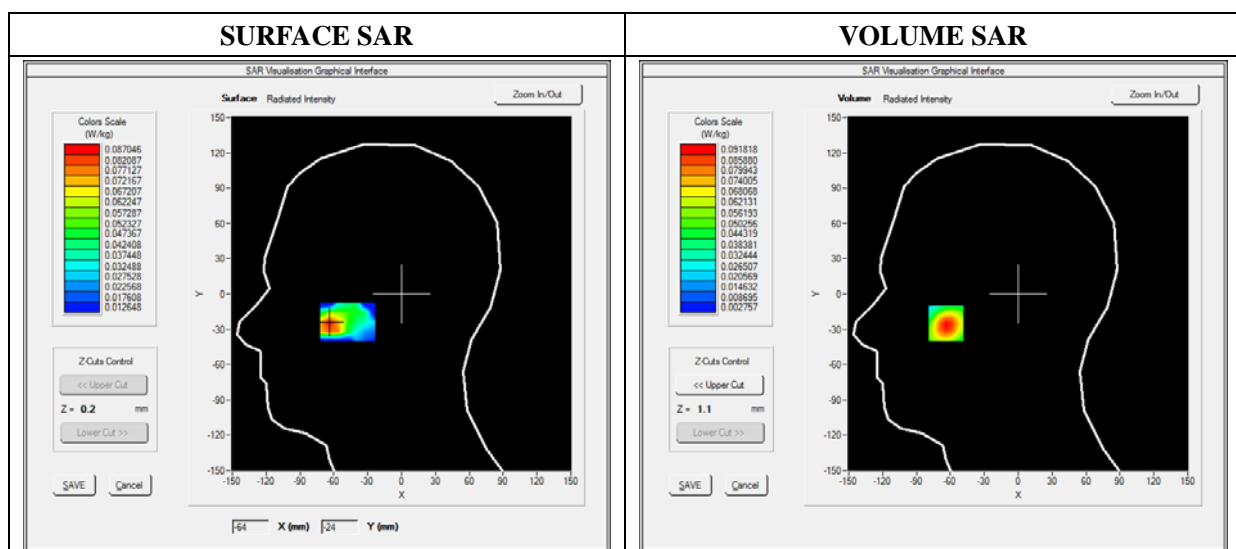 SURFACE SAR
SAR Visualisation Graphical Interface
Surface Radiated Intensity
Zoom In/Out
Colors Scale
(W/kg)
0.087046
0.082087
0.077127
0.072167
0.067207
0.062247
0.057287
0.052327
0.047367
0.042408
0.037448
0.032488
0.027528
0.022568
0.017608
0.012648
Z-Cuts Control
<< Upper Cut
Z = 0.2 mm
Lower Cut >>
SAVE Cancel
150
120
90
60
30
0
-30
-60
-90
-120
-150
Y
-150 -120 -90 -60 -30 0 30 60 90 120 150
X
-64 X (mm) -24 Y (mm)
VOLUME SAR
SAR Visualisation Graphical Interface
Volume Radiated Intensity
Zoom In/Out
Colors Scale
(W/kg)
0.091818
0.085880
0.079943
0.074005
0.068068
0.062131
0.056193
0.050256
0.044319
0.038381
0.032444
0.026507
0.020569
0.014632
0.008695
0.002757
Z-Cuts Control
<< Upper Cut
Z = 1.1 mm
Lower Cut >>
SAVE Cancel
150
120
90
60
30
0
-30
-60
-90
-120
-150
Y
-150 -120 -90 -60 -30 0 30 60 90 120 150
X